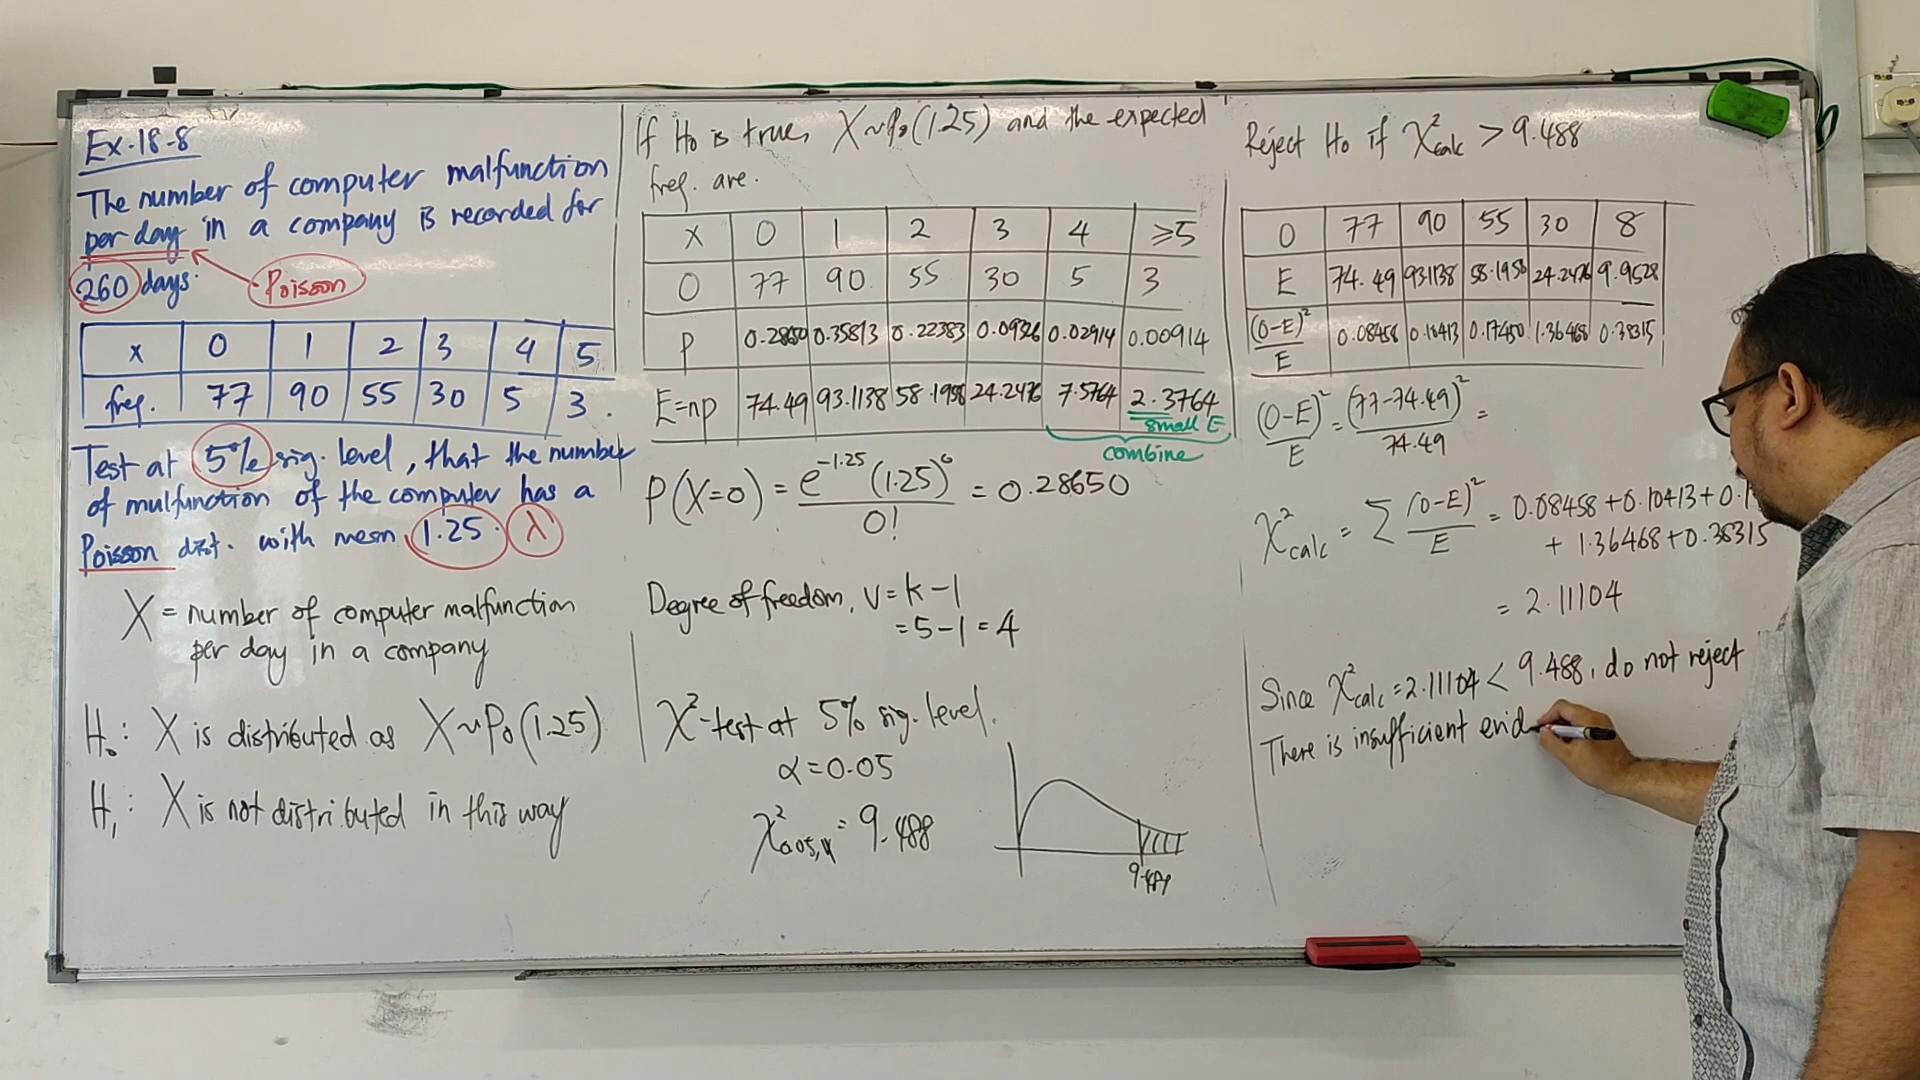 Ex.18-8
The number of computer malfunction
per day in a company is recorded for
260 days.
Poisson
x 0 1 2 3 4 5
freq. 77 90 55 30 5 3.
Test at 5% sig. level, that the number
of mulfunction of the computer has a
Poisson dist. with mean 1.25. λ
X = number of computer malfunction
per day in a company
H₀: X is distributed as X~P₀(1.25)
H₁: X is not distributed in this way
If H₀ is true, X~P₀(1.25) and the expected
freq. are.
X 0 1 2 3 4 ≥5
O 77 90 55 30 5 3
P 0.28650 0.35813 0.22383 0.09326 0.02914 0.00914
E=np 74.49 93.1138 58.1958 24.2476 7.5764 2.3764
small E
combine
P(X=0) = e^-1.25 (1.25)^0 / 0! = 0.28650
Degree of freedom, v = k-1
= 5-1 = 4
χ²-test at 5% sig. level.
α = 0.05
χ²0.05,4 = 9.488
9.488
Reject H₀ if χ²calc > 9.488
O 77 90 55 30 8
E 74.49 93.1138 58.1958 24.2476 9.9528
(O-E)²/E 0.08458 0.10413 0.17450 1.36468 0.38315
(O-E)²/E = (77-74.49)²/74.49 =
χ²calc = Σ (O-E)²/E = 0.08458+0.10413+0.1
+ 1.36468+0.38315
= 2.11104
Since χ²calc = 2.11104 < 9.488, do not reject
There is insufficient evid